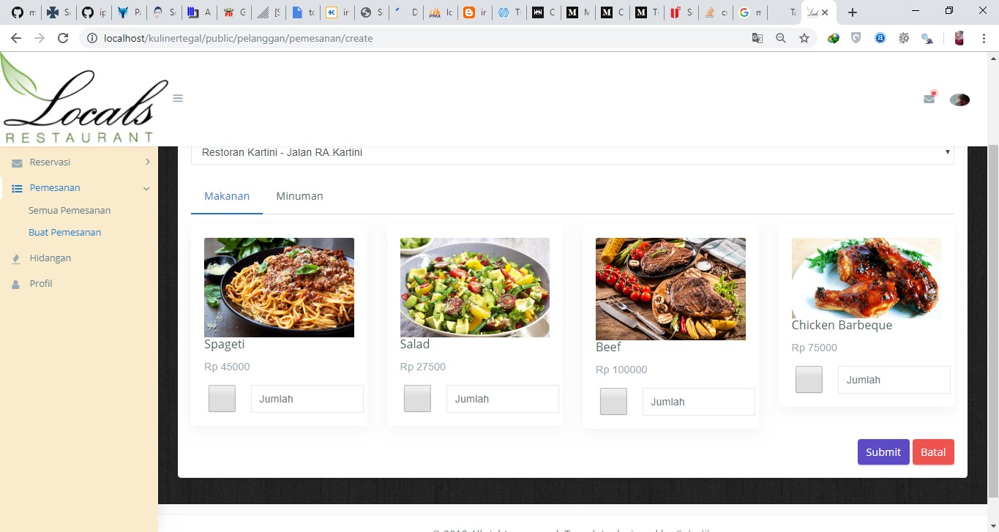 localhost/kulinertegal/public/pelanggan/pemesanan/create
Locals
RESTAURANT
Reservasi
Pemesanan
Semua Pemesanan
Buat Pemesanan
Hidangan
Profil
Restoran Kartini - Jalan RA.Kartini
Makanan Minuman
Spageti
Rp 45000
Jumlah
Salad
Rp 27500
Jumlah
Beef
Rp 100000
Jumlah
Chicken Barbeque
Rp 75000
Jumlah
Submit Batal